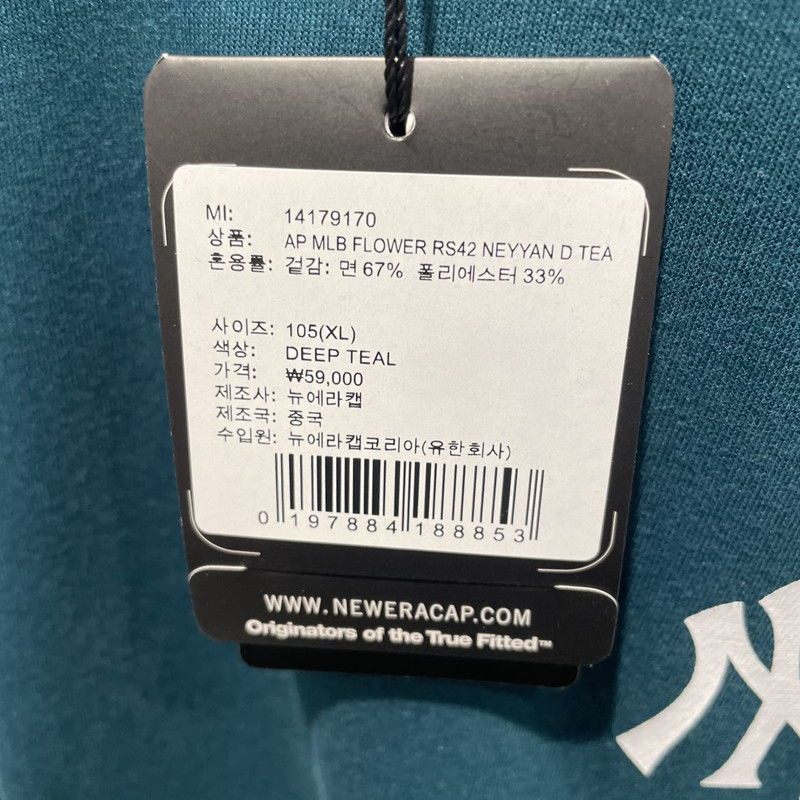 MI: 14179170
상품: AP MLB FLOWER RS42 NEYYAN D TEA
혼용률: 겉감: 면 67% 폴리에스터 33%
사이즈: 105(XL)
색상: DEEP TEAL
가격: ₩59,000
제조사: 뉴에라캡
제조국: 중국
수입원: 뉴에라캡코리아(유한회사)
0 197884 188853
WWW.NEWERACAP.COM
Originators of the True Fitted™